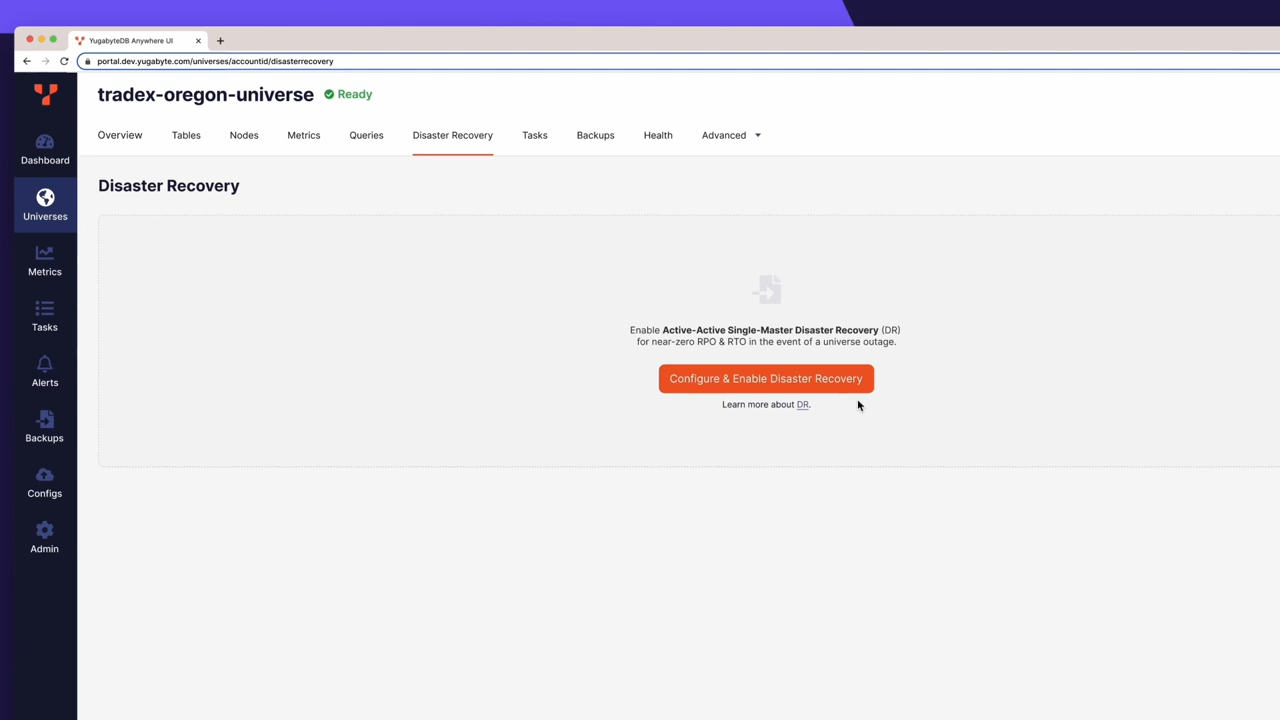 YugabyteDB Anywhere UI
portal.dev.yugabyte.com/universes/accountid/disasterrecovery
tradex-oregon-universe Ready
Overview Tables Nodes Metrics Queries Disaster Recovery Tasks Backups Health Advanced
Dashboard
Universes
Metrics
Tasks
Alerts
Backups
Configs
Admin
Disaster Recovery
Enable Active-Active Single-Master Disaster Recovery (DR)
for near-zero RPO & RTO in the event of a universe outage.
Configure & Enable Disaster Recovery
Learn more about DR.